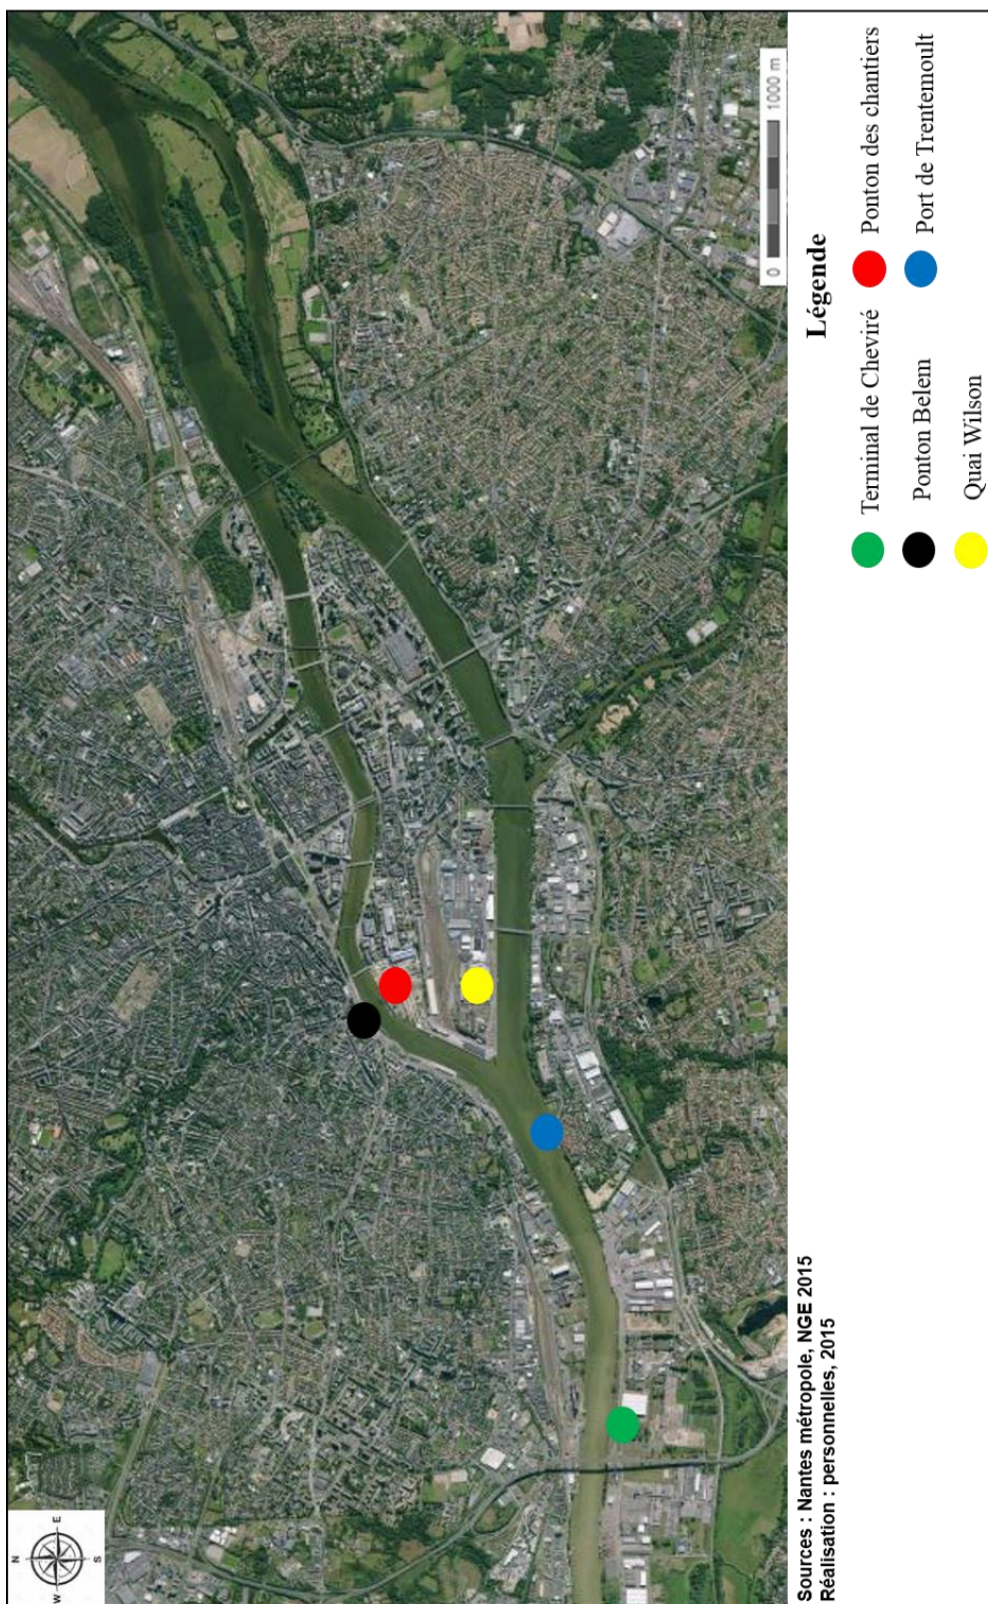 N
W
E
S
0
1000 m
Légende
Terminal de Cheviré
Ponton des chantiers
Ponton Belem
Port de Trentemoult
Quai Wilson
Sources : Nantes métropole, NGE 2015
Réalisation : personnelles, 2015